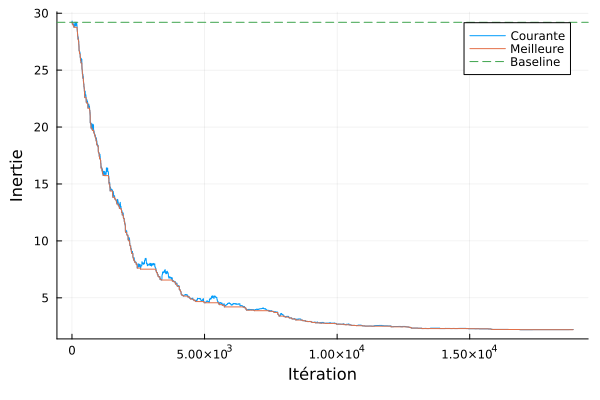 30
25
20
15
10
5
Inertie
0
5.00×10³
1.00×10⁴
1.50×10⁴
Itération
Courante
Meilleure
Baseline